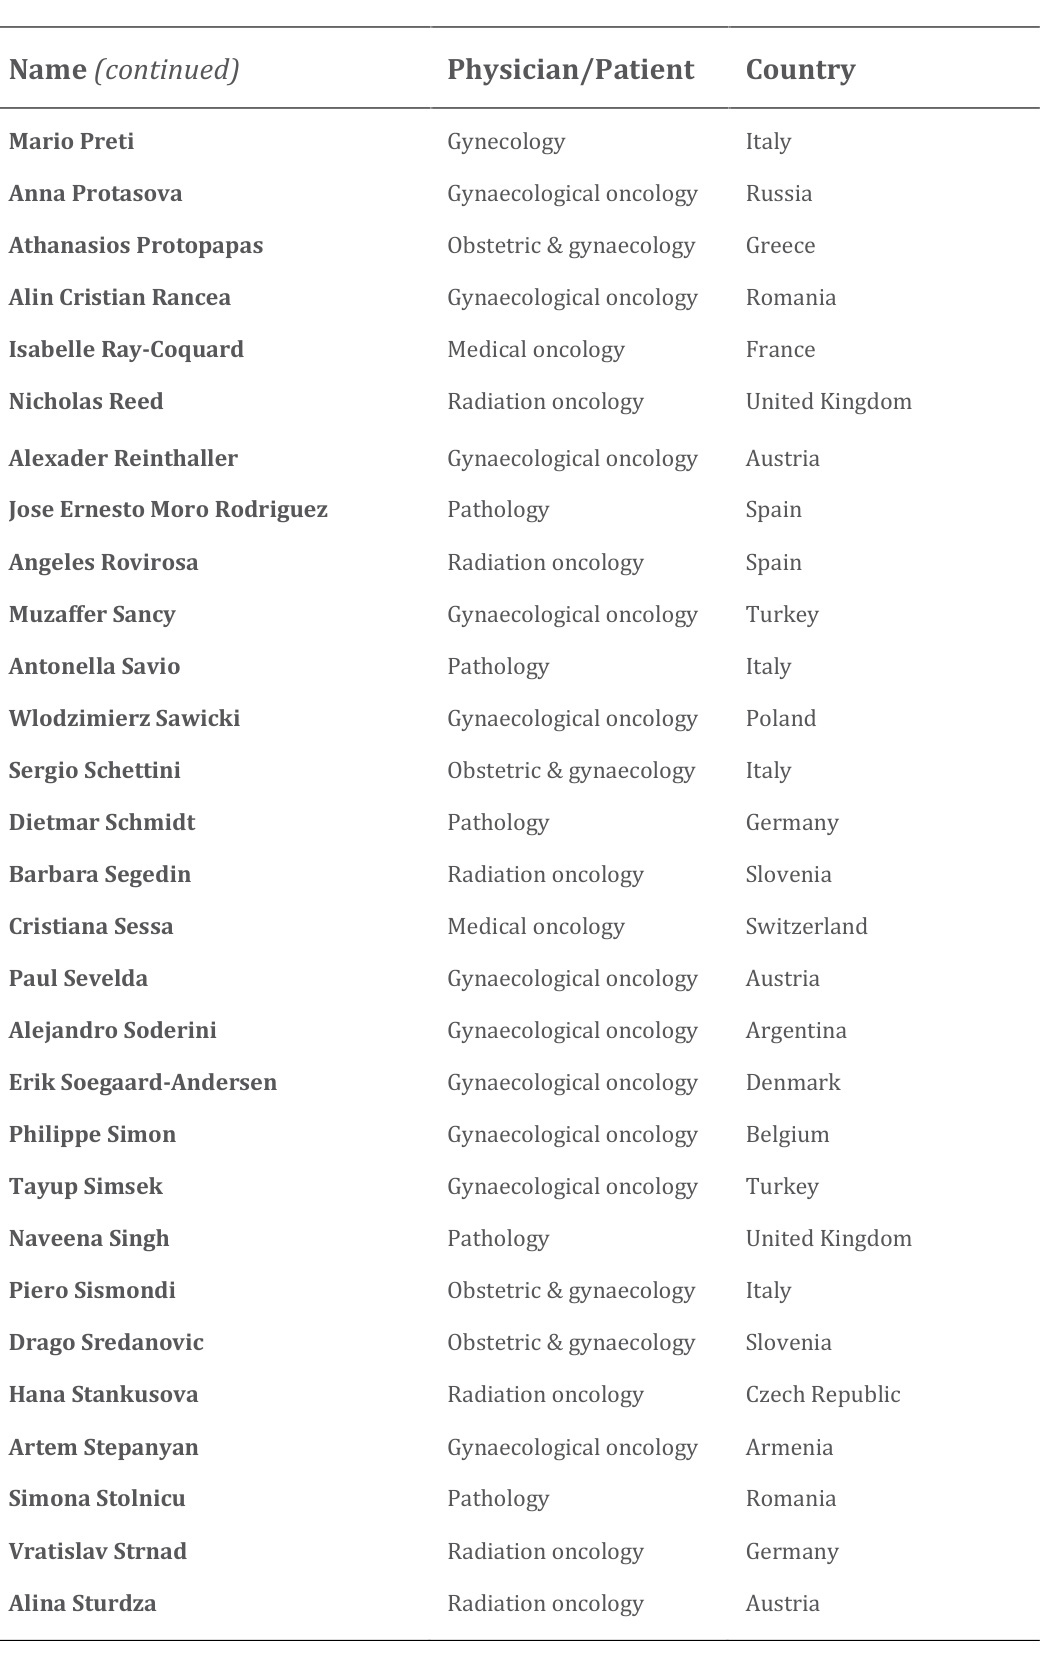 Name (continued) Physician/Patient Country
Mario Preti Gynecology Italy
Anna Protasova Gynaecological oncology Russia
Athanasios Protopapas Obstetric & gynaecology Greece
Alin Cristian Rancea Gynaecological oncology Romania
Isabelle Ray-Coquard Medical oncology France
Nicholas Reed Radiation oncology United Kingdom
Alexader Reinthaller Gynaecological oncology Austria
Jose Ernesto Moro Rodriguez Pathology Spain
Angeles Rovirosa Radiation oncology Spain
Muzaffer Sancy Gynaecological oncology Turkey
Antonella Savio Pathology Italy
Wlodzimierz Sawicki Gynaecological oncology Poland
Sergio Schettini Obstetric & gynaecology Italy
Dietmar Schmidt Pathology Germany
Barbara Segedin Radiation oncology Slovenia
Cristiana Sessa Medical oncology Switzerland
Paul Sevelda Gynaecological oncology Austria
Alejandro Soderini Gynaecological oncology Argentina
Erik Soegaard-Andersen Gynaecological oncology Denmark
Philippe Simon Gynaecological oncology Belgium
Tayup Simsek Gynaecological oncology Turkey
Naveena Singh Pathology United Kingdom
Piero Sismondi Obstetric & gynaecology Italy
Drago Sredanovic Obstetric & gynaecology Slovenia
Hana Stankusova Radiation oncology Czech Republic
Artem Stepanyan Gynaecological oncology Armenia
Simona Stolnicu Pathology Romania
Vratislav Strnad Radiation oncology Germany
Alina Sturdza Radiation oncology Austria